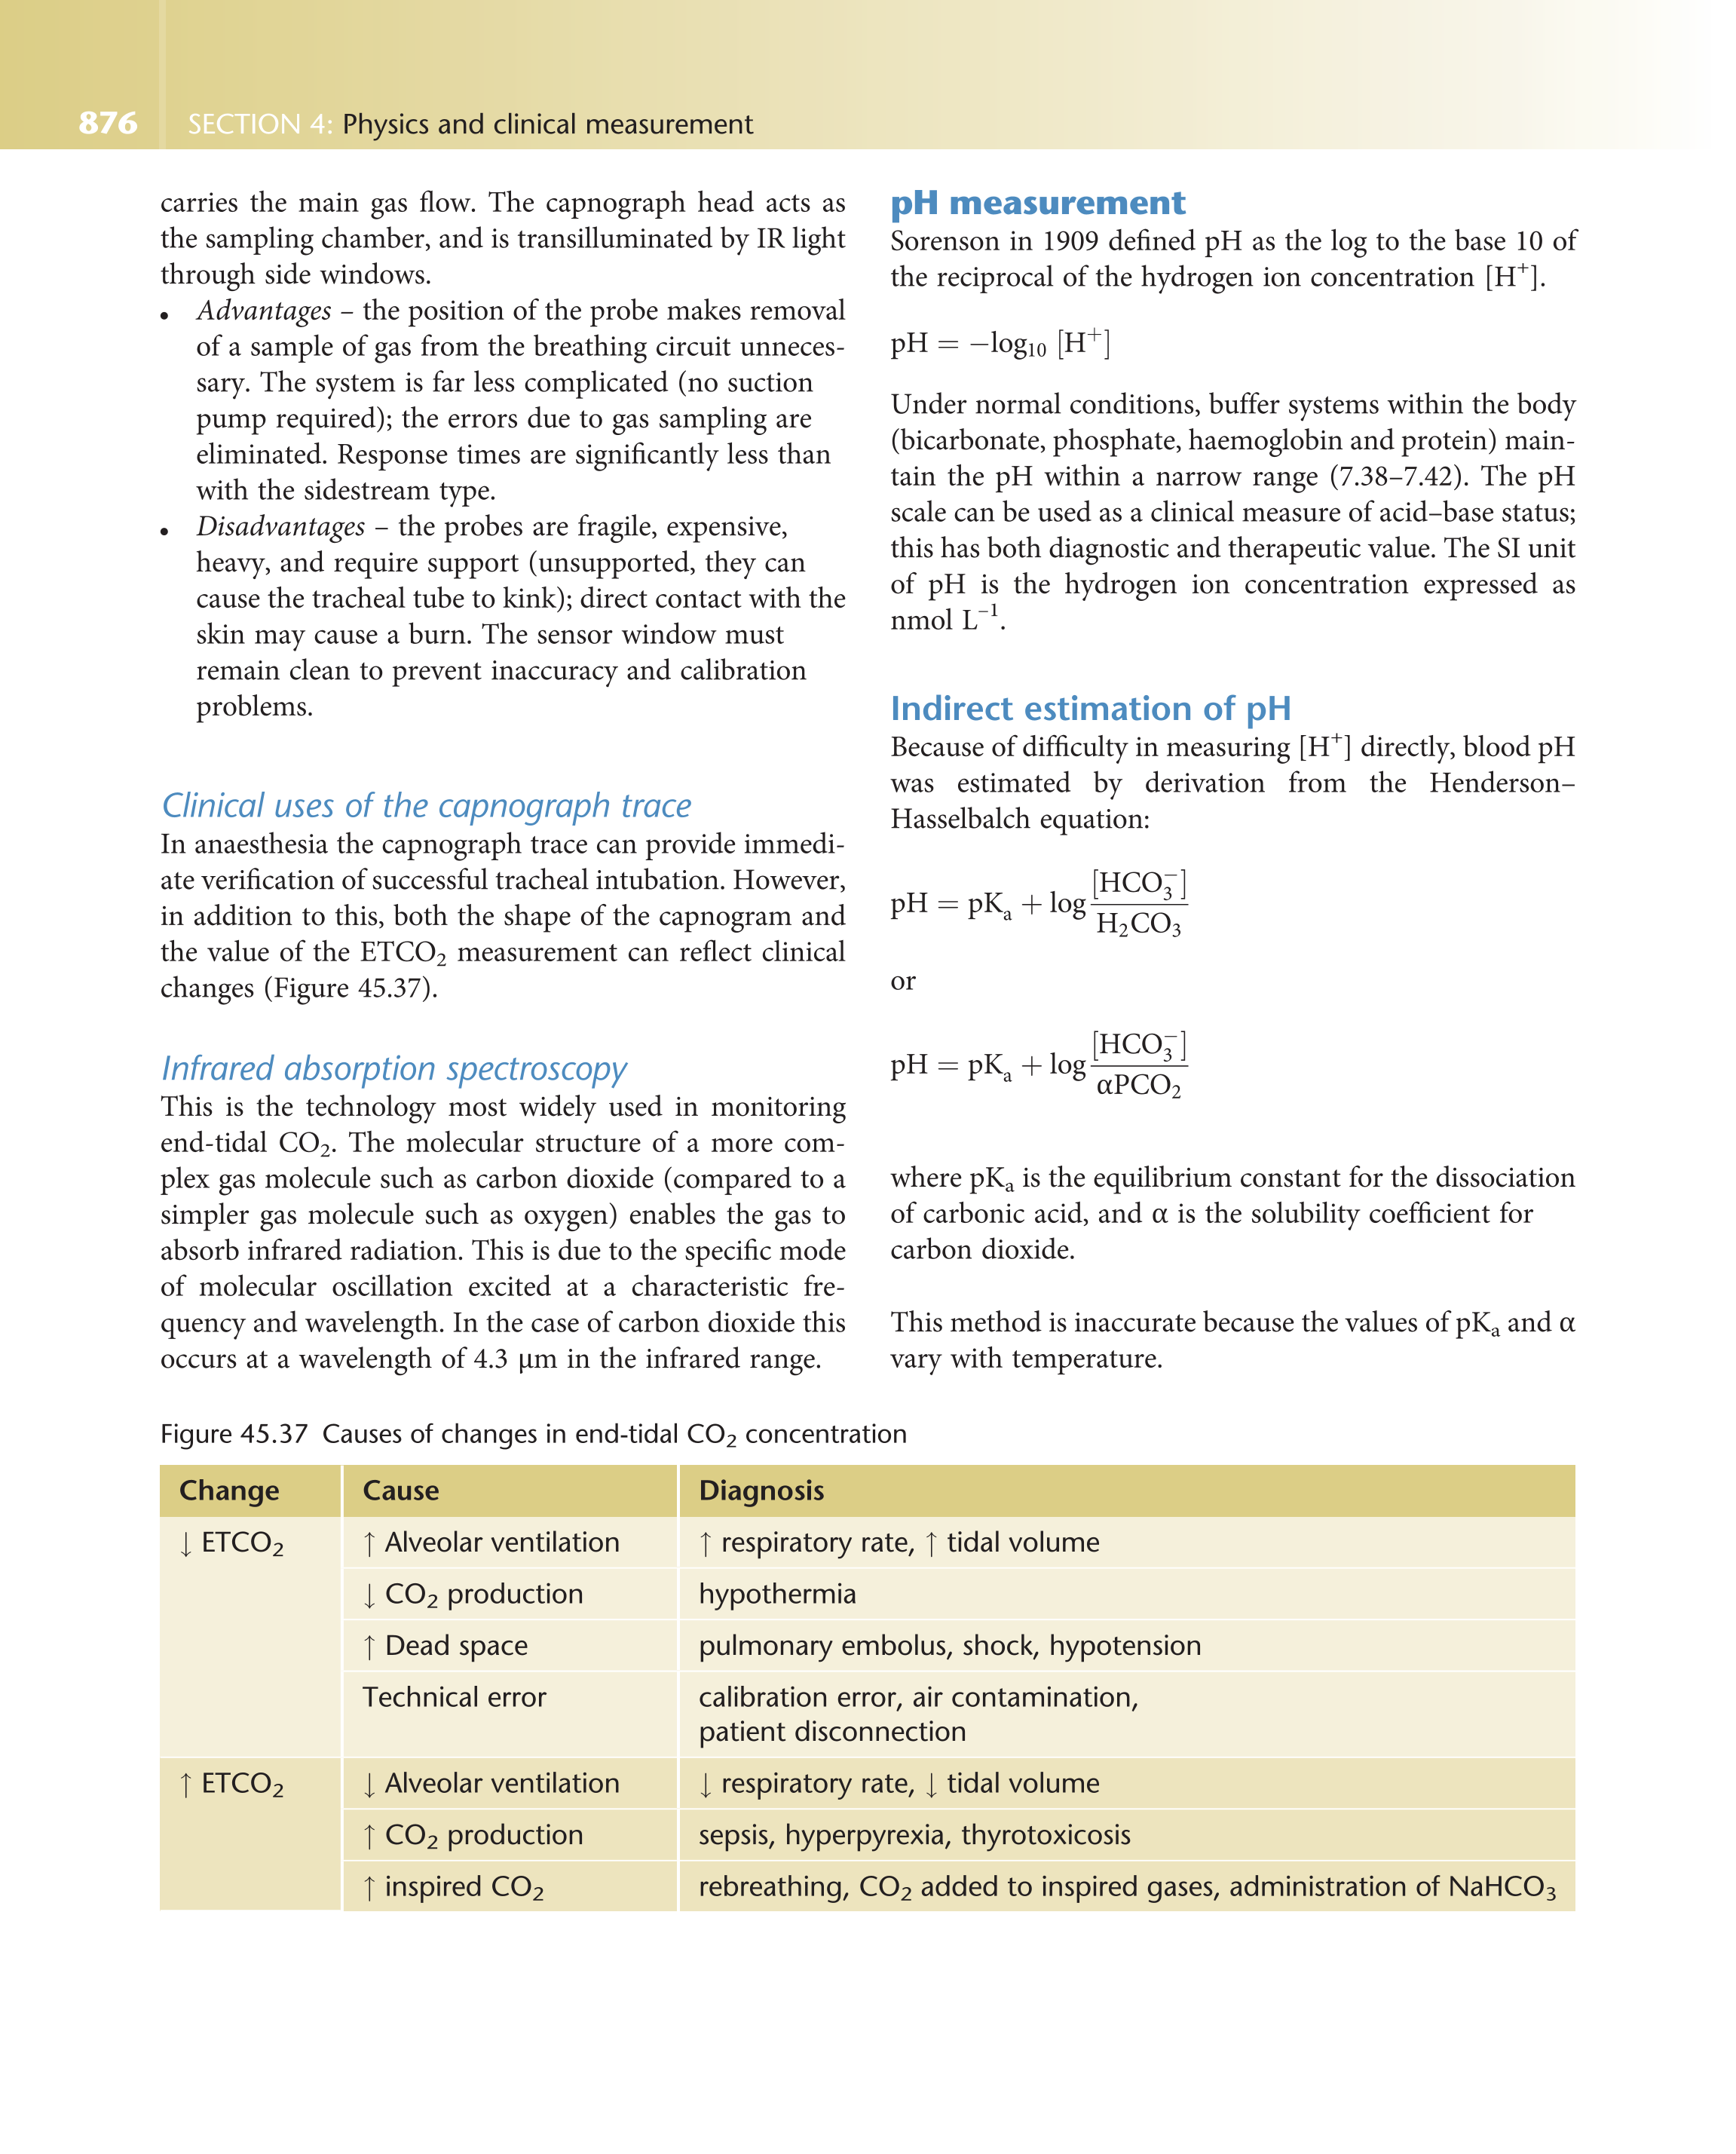 876 SECTION 4: Physics and clinical measurement
carries the main gas flow. The capnograph head acts as
the sampling chamber, and is transilluminated by IR light
through side windows.
• Advantages – the position of the probe makes removal
of a sample of gas from the breathing circuit unneces-
sary. The system is far less complicated (no suction
pump required); the errors due to gas sampling are
eliminated. Response times are significantly less than
with the sidestream type.
• Disadvantages – the probes are fragile, expensive,
heavy, and require support (unsupported, they can
cause the tracheal tube to kink); direct contact with the
skin may cause a burn. The sensor window must
remain clean to prevent inaccuracy and calibration
problems.
Clinical uses of the capnograph trace
In anaesthesia the capnograph trace can provide immedi-
ate verification of successful tracheal intubation. However,
in addition to this, both the shape of the capnogram and
the value of the ETCO₂ measurement can reflect clinical
changes (Figure 45.37).
Infrared absorption spectroscopy
This is the technology most widely used in monitoring
end-tidal CO₂. The molecular structure of a more com-
plex gas molecule such as carbon dioxide (compared to a
simpler gas molecule such as oxygen) enables the gas to
absorb infrared radiation. This is due to the specific mode
of molecular oscillation excited at a characteristic fre-
quency and wavelength. In the case of carbon dioxide this
occurs at a wavelength of 4.3 μm in the infrared range.
pH measurement
Sorenson in 1909 defined pH as the log to the base 10 of
the reciprocal of the hydrogen ion concentration [H⁺].
pH = −log₁₀ [H⁺]
Under normal conditions, buffer systems within the body
(bicarbonate, phosphate, haemoglobin and protein) main-
tain the pH within a narrow range (7.38–7.42). The pH
scale can be used as a clinical measure of acid–base status;
this has both diagnostic and therapeutic value. The SI unit
of pH is the hydrogen ion concentration expressed as
nmol L⁻¹.
Indirect estimation of pH
Because of difficulty in measuring [H⁺] directly, blood pH
was estimated by derivation from the Henderson–
Hasselbalch equation:
pH = pKₐ + log [HCO₃⁻] / H₂CO₃
or
pH = pKₐ + log [HCO₃⁻] / αPCO₂
where pKₐ is the equilibrium constant for the dissociation
of carbonic acid, and α is the solubility coefficient for
carbon dioxide.
This method is inaccurate because the values of pKₐ and α
vary with temperature.
Figure 45.37 Causes of changes in end-tidal CO₂ concentration
Change Cause Diagnosis
↓ ETCO₂ ↑ Alveolar ventilation ↑ respiratory rate, ↑ tidal volume
↓ CO₂ production hypothermia
↑ Dead space pulmonary embolus, shock, hypotension
Technical error calibration error, air contamination,
patient disconnection
↑ ETCO₂ ↓ Alveolar ventilation ↓ respiratory rate, ↓ tidal volume
↑ CO₂ production sepsis, hyperpyrexia, thyrotoxicosis
↑ inspired CO₂ rebreathing, CO₂ added to inspired gases, administration of NaHCO₃